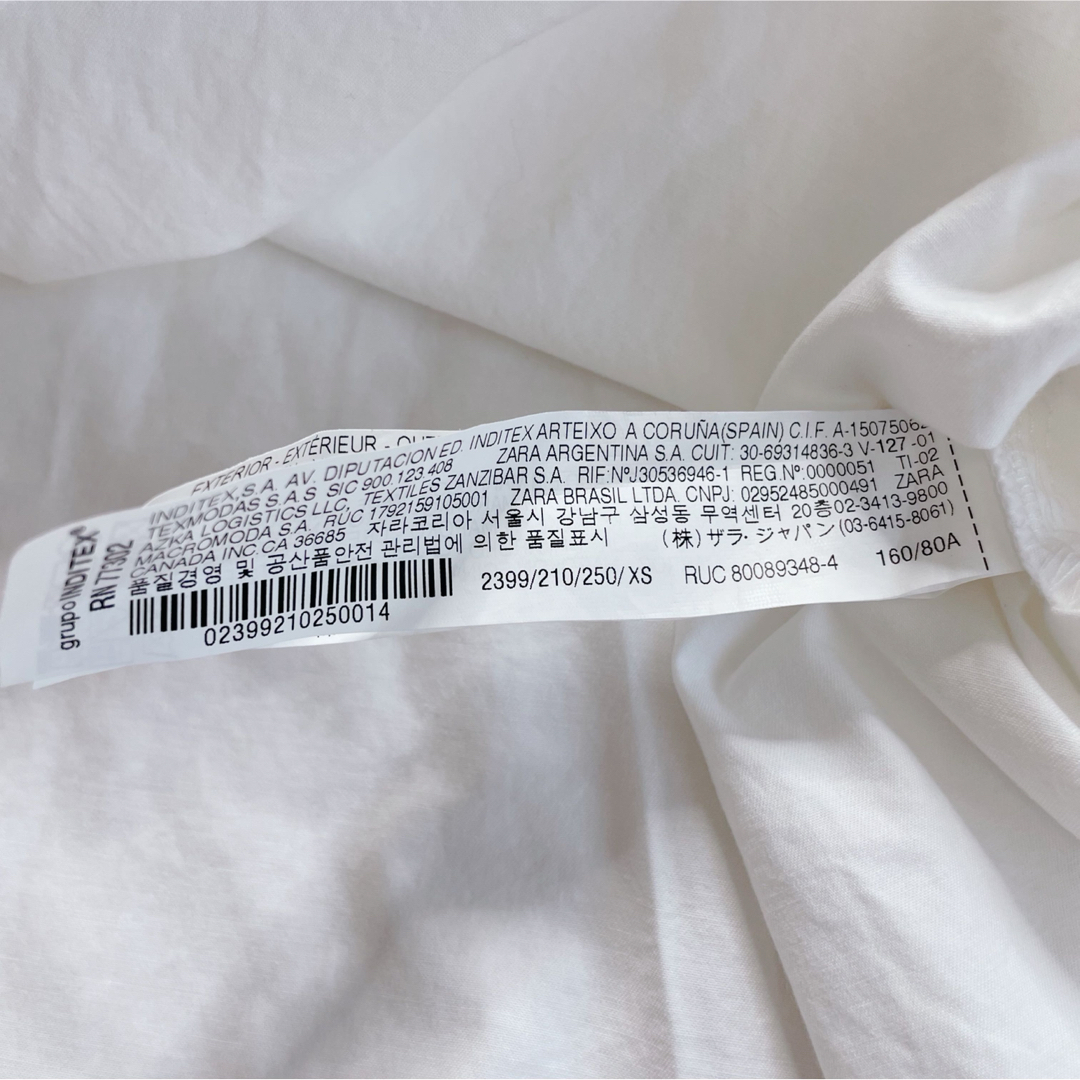 EXTERIOR - EXTÉRIEUR -
INDITEX, S.A. AV. DIPUTACION ED. INDITEX ARTEIXO A CORUÑA(SPAIN) C.I.F. A-15075062
TEXMODAS S.A.S SIC 900.123.408 ZARA ARGENTINA S.A. CUIT: 30-69314836-3 V-127 -01
AZKA LOGISTICS LLC, TEXTILES ZANZIBAR S.A. RIF:NºJ30536946-1 REG.Nº:0000051 TI-02
MACROMODA S.A. RUC 1792159105001 ZARA BRASIL LTDA. CNPJ: 02952485000491 ZARA
CANADA INC.CA 36685 자라코리아 서울시 강남구 삼성동 무역센터 20층02-3413-9800
품질경영 및 공산품안전 관리법에 의한 품질표시 (株)ザラ・ジャパン(03-6415-8061)
2399/210/250/XS RUC 80089348-4 160/80A
02399210250014
grupo INDITEX®
RN77302